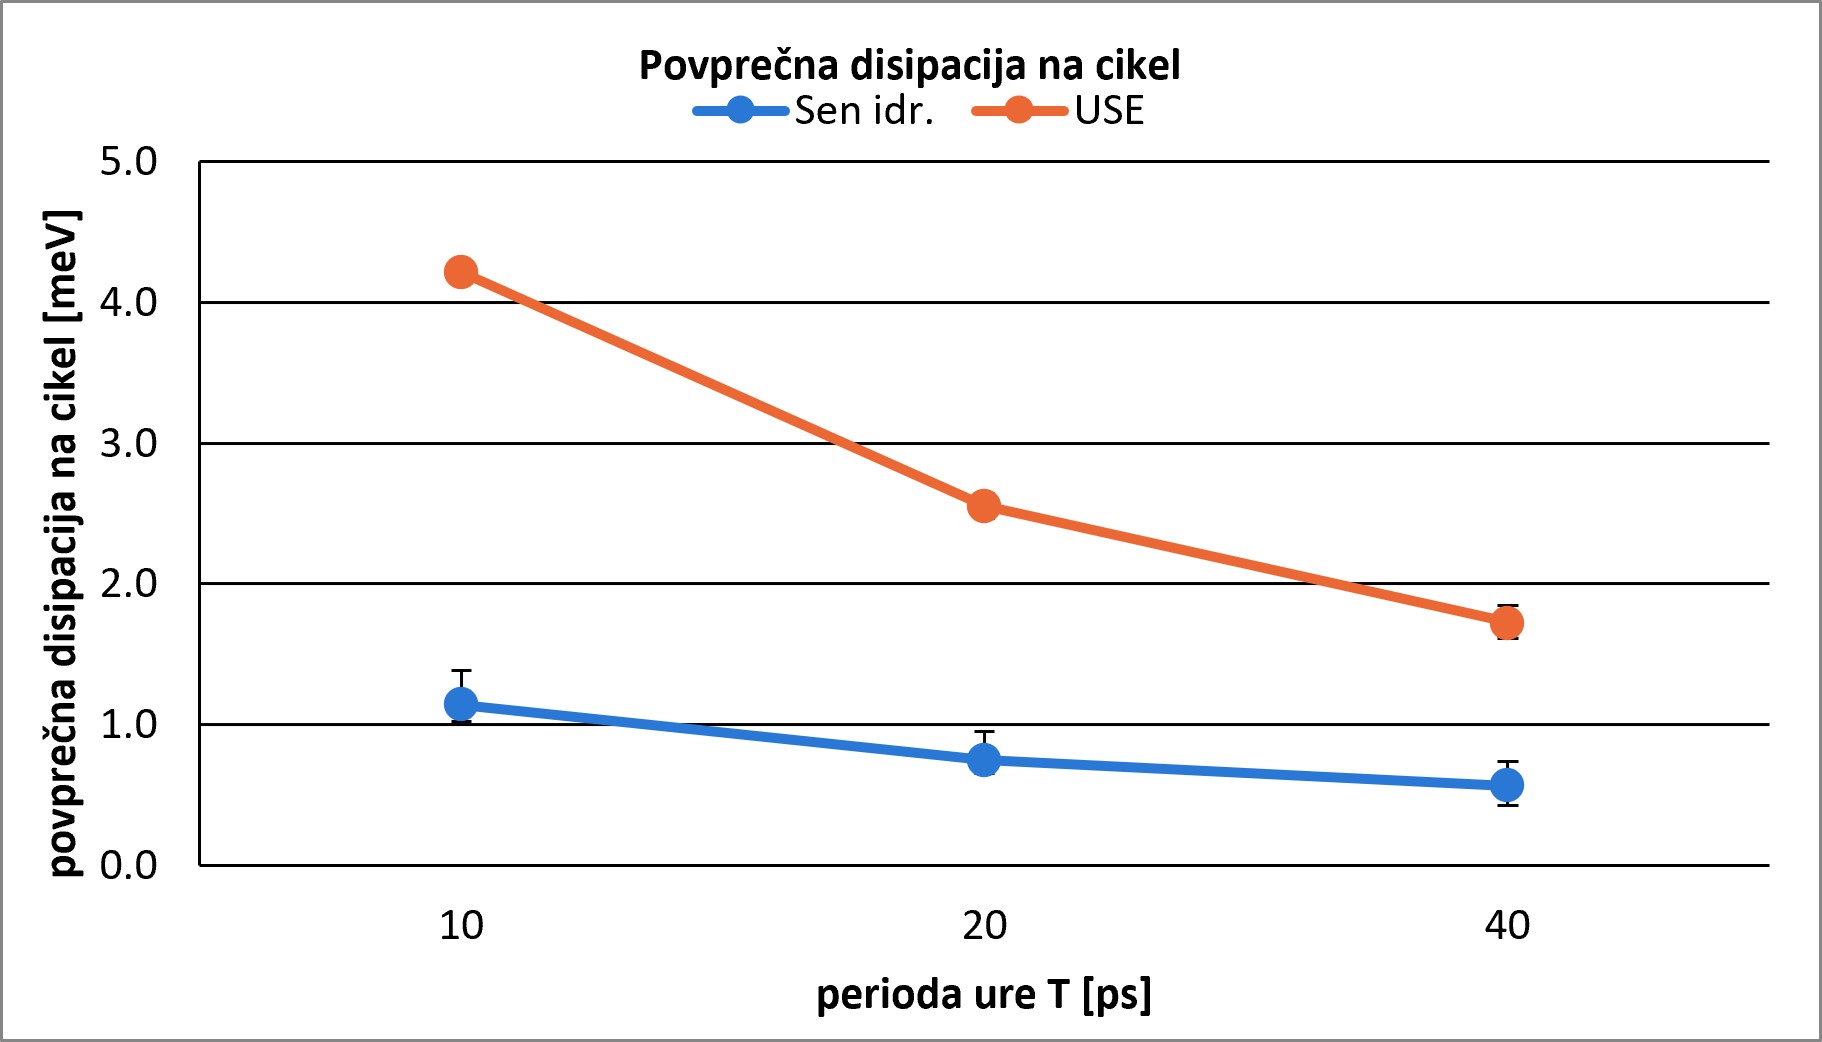 Povprečna disipacija na cikel
Sen idr. USE
povprečna disipacija na cikel [meV]
5.0
4.0
3.0
2.0
1.0
0.0
10 20 40
perioda ure T [ps]